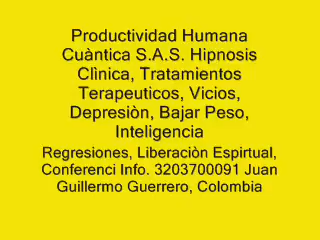 Productividad Humana
Cuàntica S.A.S. Hipnosis
Clìnica, Tratamientos
Terapeuticos, Vicios,
Depresiòn, Bajar Peso,
Inteligencia
Regresiones, Liberaciòn Espirtual,
Conferenci Info. 3203700091 Juan
Guillermo Guerrero, Colombia